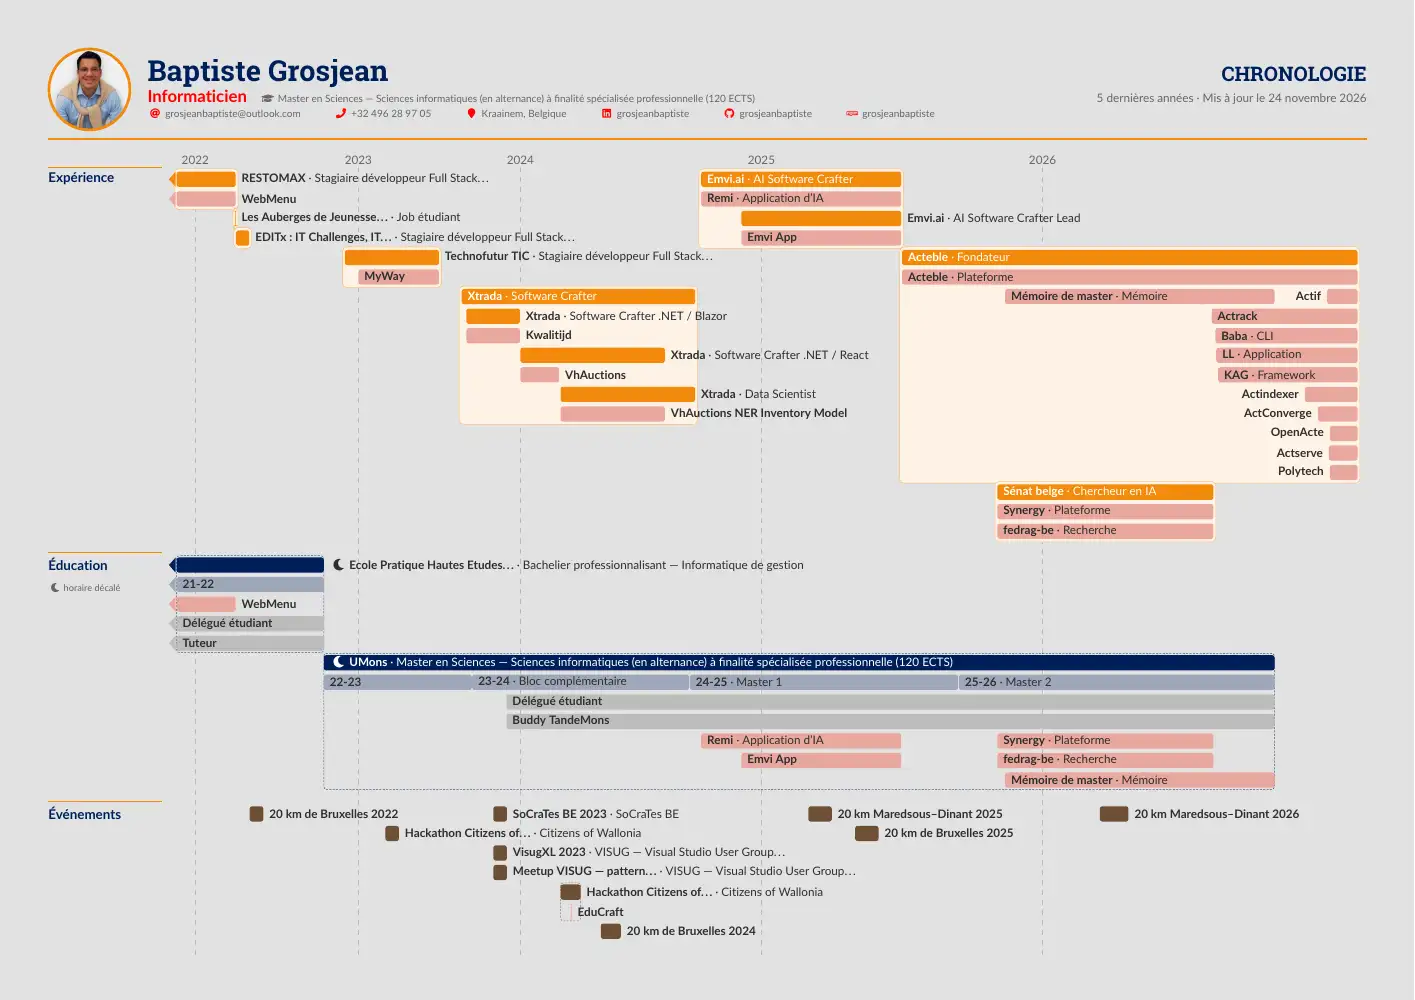 Baptiste Grosjean
CHRONOLOGIE
Informaticien Master en Sciences — Sciences informatiques (en alternance) à finalité spécialisée professionnelle (120 ECTS)
5 dernières années · Mis à jour le 24 novembre 2026
grosjeanbaptiste@outlook.com +32 496 28 97 05 Kraainem, Belgique grosjeanbaptiste grosjeanbaptiste grosjeanbaptiste
2022 2023 2024 2025 2026
Expérience
RESTOMAX · Stagiaire développeur Full Stack…
Emvi.ai · AI Software Crafter
WebMenu
Remi · Application d’IA
Les Auberges de Jeunesse… · Job étudiant
Emvi.ai · AI Software Crafter Lead
EDITx : IT Challenges, IT… · Stagiaire développeur Full Stack…
Emvi App
Technofutur TIC · Stagiaire développeur Full Stack…
Acteble · Fondateur
MyWay
Acteble · Plateforme
Xtrada · Software Crafter
Mémoire de master · Mémoire
Actif
Xtrada · Software Crafter .NET / Blazor
Actrack
Kwalitijd
Baba · CLI
Xtrada · Software Crafter .NET / React
LL · Application
VhAuctions
KAG · Framework
Xtrada · Data Scientist
Actindexer
VhAuctions NER Inventory Model
ActConverge
OpenActe
Actserve
Polytech
Sénat belge · Chercheur en IA
Synergy · Plateforme
fedrag-be · Recherche
Éducation
Ecole Pratique Hautes Etudes… · Bachelier professionnalisant — Informatique de gestion
horaire décalé
21-22
WebMenu
Délégué étudiant
Tuteur
UMons · Master en Sciences — Sciences informatiques (en alternance) à finalité spécialisée professionnelle (120 ECTS)
22-23 23-24 · Bloc complémentaire 24-25 · Master 1 25-26 · Master 2
Délégué étudiant
Buddy TandeMons
Remi · Application d’IA
Synergy · Plateforme
Emvi App
fedrag-be · Recherche
Mémoire de master · Mémoire
Événements
20 km de Bruxelles 2022
SoCraTes BE 2023 · SoCraTes BE
20 km Maredsous–Dinant 2025
20 km Maredsous–Dinant 2026
Hackathon Citizens of… · Citizens of Wallonia
20 km de Bruxelles 2025
VisugXL 2023 · VISUG — Visual Studio User Group…
Meetup VISUG — pattern… · VISUG — Visual Studio User Group…
Hackathon Citizens of… · Citizens of Wallonia
EduCraft
20 km de Bruxelles 2024